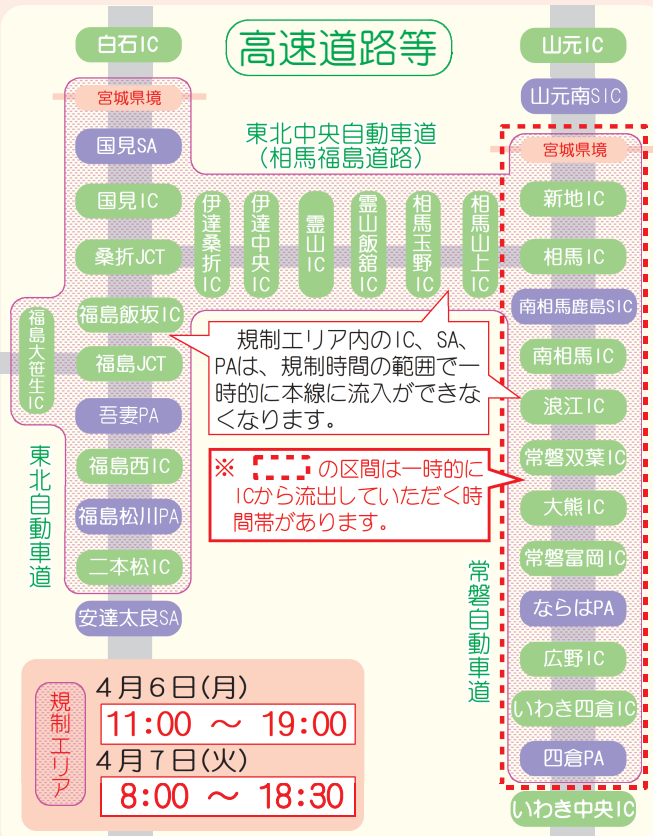 高速道路等
白石IC
宮城県境
国見SA
国見IC
桑折JCT
福島飯坂IC
福島大笹生IC
福島JCT
吾妻PA
福島西IC
福島松川PA
二本松IC
安達太良SA
東北自動車道
東北中央自動車道
（相馬福島道路）
伊達桑折IC
伊達中央IC
霊山IC
霊山飯舘IC
相馬玉野IC
相馬山上IC
山元IC
山元南SIC
宮城県境
新地IC
相馬IC
南相馬鹿島SIC
南相馬IC
浪江IC
常磐双葉IC
大熊IC
常磐富岡IC
ならはPA
広野IC
いわき四倉IC
四倉PA
いわき中央IC
常磐自動車道
規制エリア内のIC、SA、
PAは、規制時間の範囲で一
時的に本線に流入ができな
くなります。
※ の区間は一時的に
ICから流出していただく時
間帯があります。
規制エリア
4月6日(月)
11:00 ～ 19:00
4月7日(火)
8:00 ～ 18:30